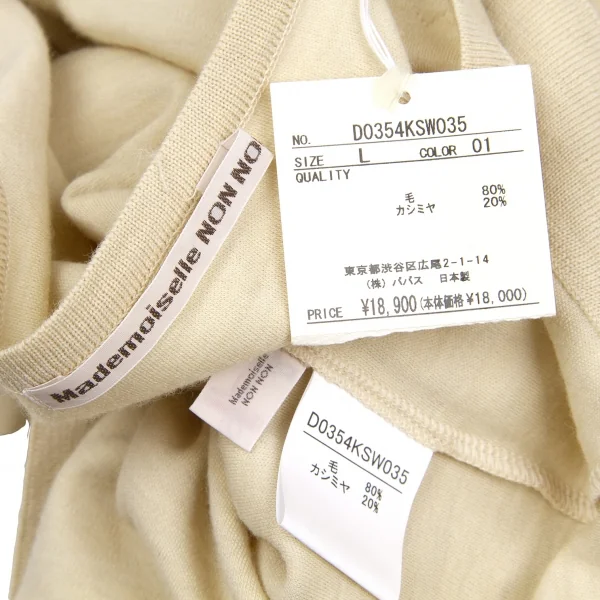 NO. D0354KSW035
SIZE L COLOR 01
QUALITY
毛 80%
カシミヤ 20%
東京都渋谷区広尾2-1-14
(株) パパス 日本製
PRICE ¥18,900(本体価格¥18,000)
Mademoiselle NON NO
Mademoiselle
NON NON
D0354KSW035
毛 80%
カシミヤ 20%